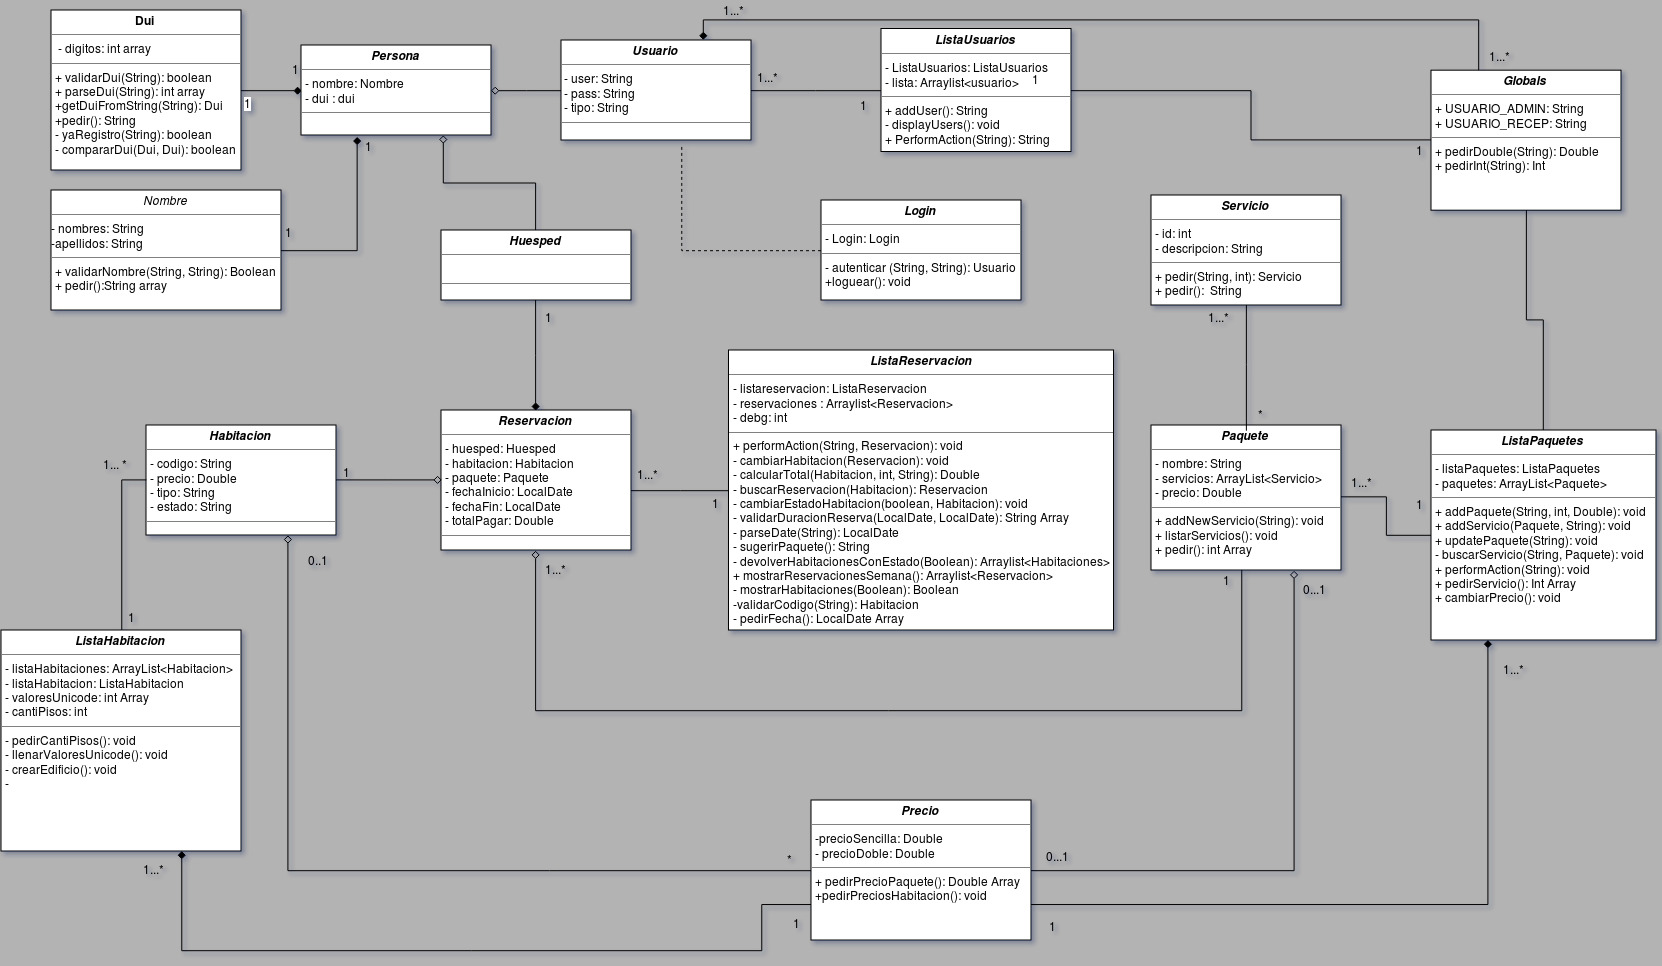 Dui
- digitos: int array
+ validarDui(String): boolean
+ parseDui(String): int array
+getDuiFromString(String): Dui
+pedir(): String
- yaRegistro(String): boolean
- compararDui(Dui, Dui): boolean
1
1
Persona
- nombre: Nombre
- dui : dui
1
Nombre
- nombres: String
-apellidos: String
+ validarNombre(String, String): Boolean
+ pedir():String array
1
Usuario
- user: String
- pass: String
- tipo: String
1...*
1...*
ListaUsuarios
- ListaUsuarios: ListaUsuarios
- lista: Arraylist<usuario>
1
+ addUser(): String
- displayUsers(): void
+ PerformAction(String): String
1
1...*
Globals
+ USUARIO_ADMIN: String
+ USUARIO_RECEP: String
+ pedirDouble(String): Double
+ pedirInt(String): Int
1
Huesped
1
Login
- Login: Login
- autenticar (String, String): Usuario
+loguear(): void
Servicio
- id: int
- descripcion: String
+ pedir(String, int): Servicio
+ pedir(): String
1...*
*
Habitacion
- codigo: String
- precio: Double
- tipo: String
- estado: String
1... *
1
0..1
1
Reservacion
- huesped: Huesped
- habitacion: Habitacion
- paquete: Paquete
- fechaInicio: LocalDate
- fechaFin: LocalDate
- totalPagar: Double
1...*
1...*
1
ListaReservacion
- listareservacion: ListaReservacion
- reservaciones : Arraylist<Reservacion>
- debg: int
+ performAction(String, Reservacion): void
- cambiarHabitacion(Reservacion): void
- calcularTotal(Habitacion, int, String): Double
- buscarReservacion(Habitacion): Reservacion
- cambiarEstadoHabitacion(boolean, Habitacion): void
- validarDuracionReserva(LocalDate, LocalDate): String Array
- parseDate(String): LocalDate
- sugerirPaquete(): String
- devolverHabitacionesConEstado(Boolean): Arraylist<Habitaciones>
+ mostrarReservacionesSemana(): Arraylist<Reservacion>
- mostrarHabitaciones(Boolean): Boolean
-validarCodigo(String): Habitacion
- pedirFecha(): LocalDate Array
Paquete
- nombre: String
- servicios: ArrayList<Servicio>
- precio: Double
+ addNewServicio(String): void
+ listarServicios(): void
+ pedir(): int Array
1...*
1
1
0...1
ListaPaquetes
- listaPaquetes: ListaPaquetes
- paquetes: ArrayList<Paquete>
+ addPaquete(String, int, Double): void
+ addServicio(Paquete, String): void
+ updatePaquete(String): void
- buscarServicio(String, Paquete): void
+ performAction(String): void
+ pedirServicio(): Int Array
+ cambiarPrecio(): void
1...*
ListaHabitacion
- listaHabitaciones: ArrayList<Habitacion>
- listaHabitacion: ListaHabitacion
- valoresUnicode: int Array
- cantiPisos: int
- pedirCantiPisos(): void
- llenarValoresUnicode(): void
- crearEdificio(): void
-
1...*
Precio
-precioSencilla: Double
- precioDoble: Double
+ pedirPrecioPaquete(): Double Array
+pedirPreciosHabitacion(): void
*
0...1
1
1